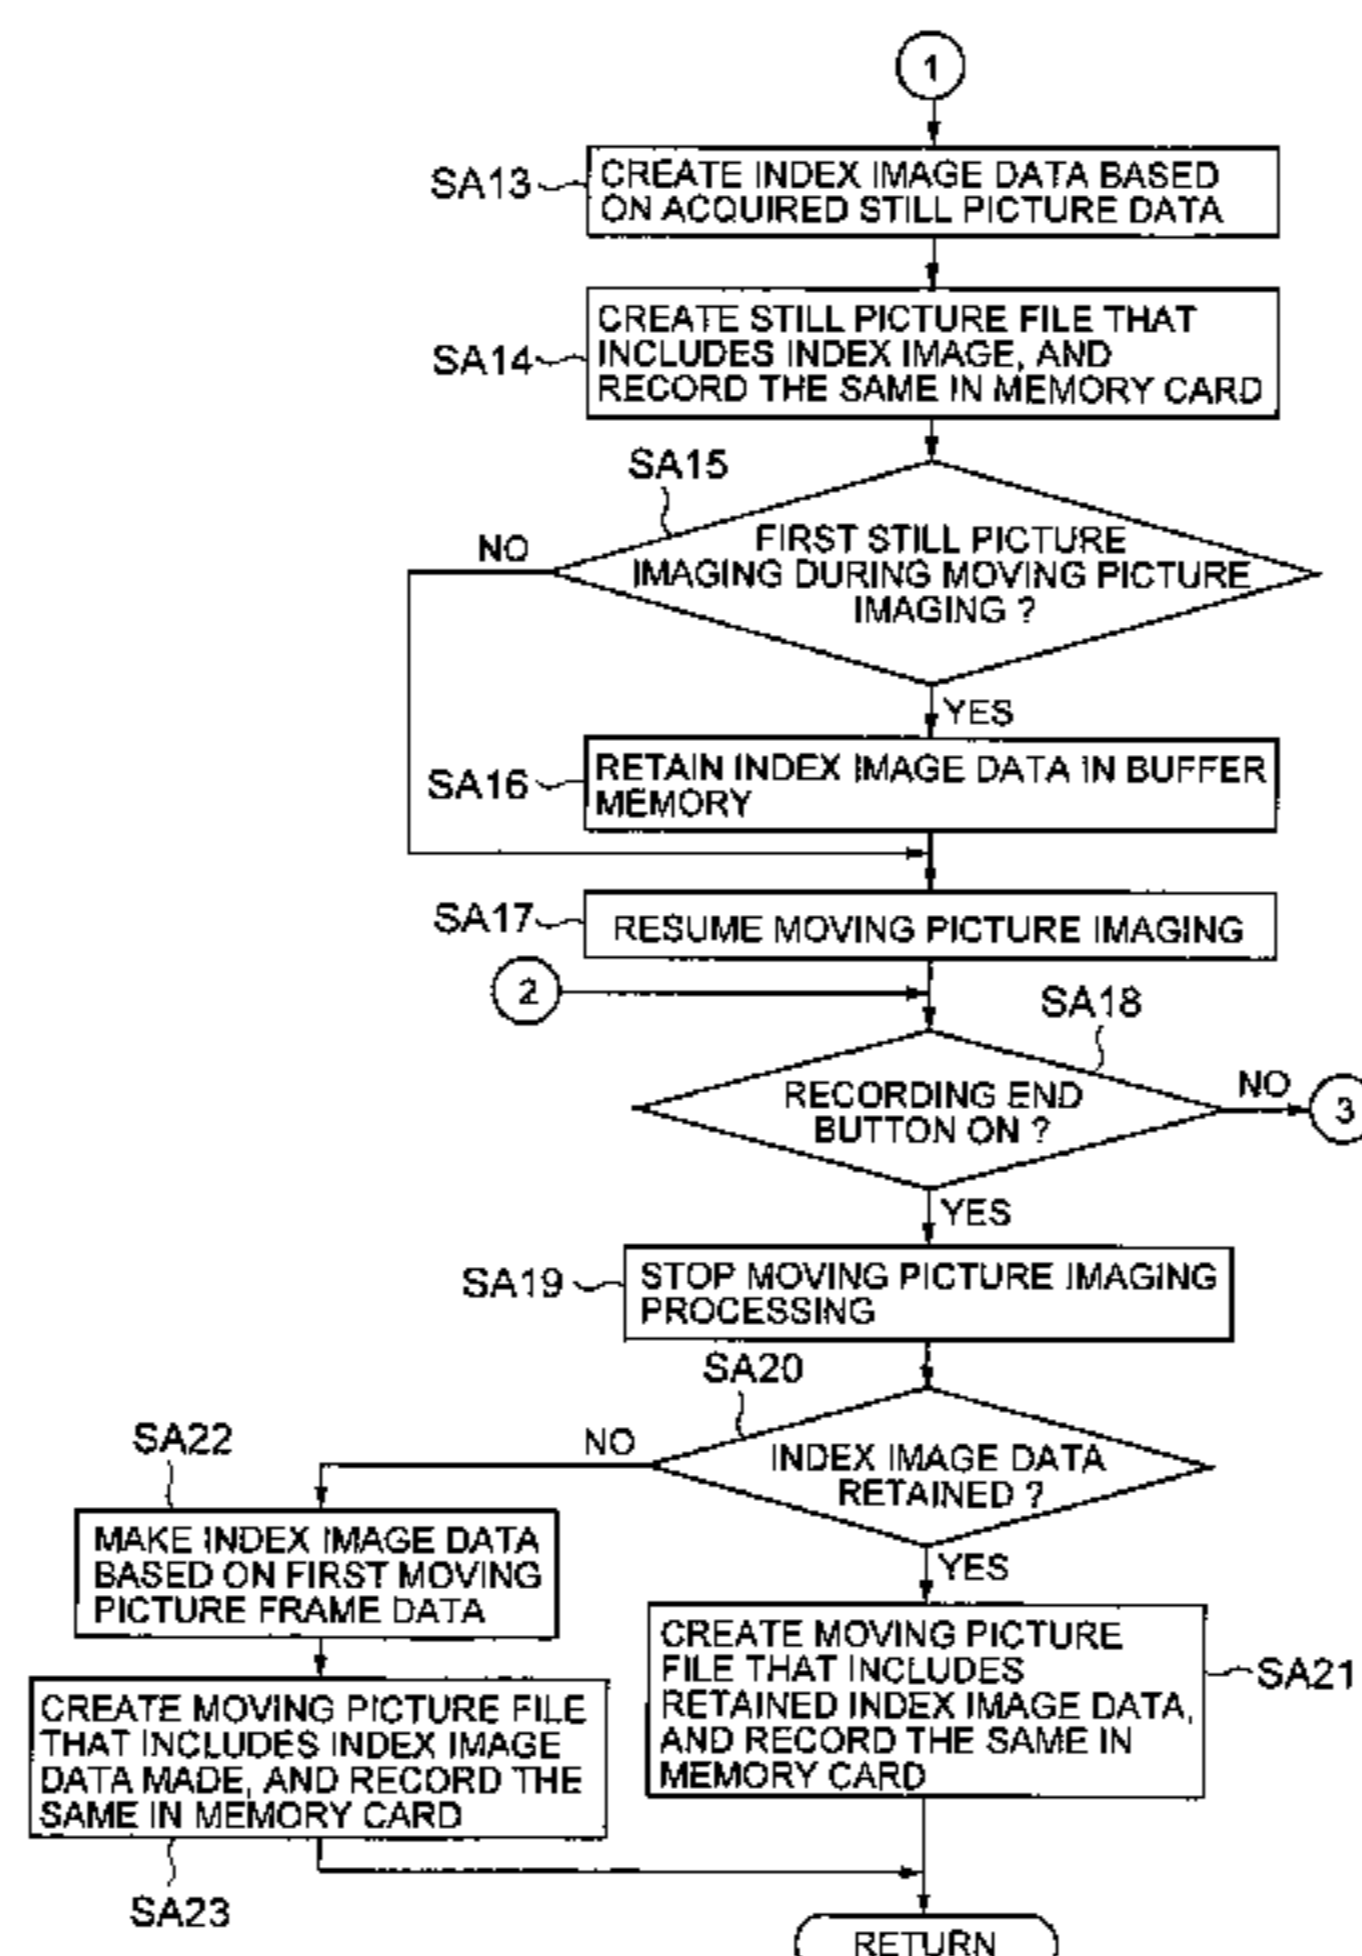 1
SA13
CREATE INDEX IMAGE DATA BASED
ON ACQUIRED STILL PICTURE DATA
SA14
CREATE STILL PICTURE FILE THAT
INCLUDES INDEX IMAGE, AND
RECORD THE SAME IN MEMORY CARD
SA15
NO
FIRST STILL PICTURE
IMAGING DURING MOVING PICTURE
IMAGING ?
YES
SA16
RETAIN INDEX IMAGE DATA IN BUFFER
MEMORY
SA17
RESUME MOVING PICTURE IMAGING
2
SA18
RECORDING END
BUTTON ON ?
NO
3
YES
SA19
STOP MOVING PICTURE IMAGING
PROCESSING
SA20
NO
INDEX IMAGE DATA
RETAINED ?
YES
SA22
MAKE INDEX IMAGE DATA
BASED ON FIRST MOVING
PICTURE FRAME DATA
CREATE MOVING PICTURE
FILE THAT INCLUDES
RETAINED INDEX IMAGE DATA,
AND RECORD THE SAME IN
MEMORY CARD
SA21
CREATE MOVING PICTURE FILE
THAT INCLUDES INDEX IMAGE
DATA MADE, AND RECORD THE
SAME IN MEMORY CARD
SA23
RETURN